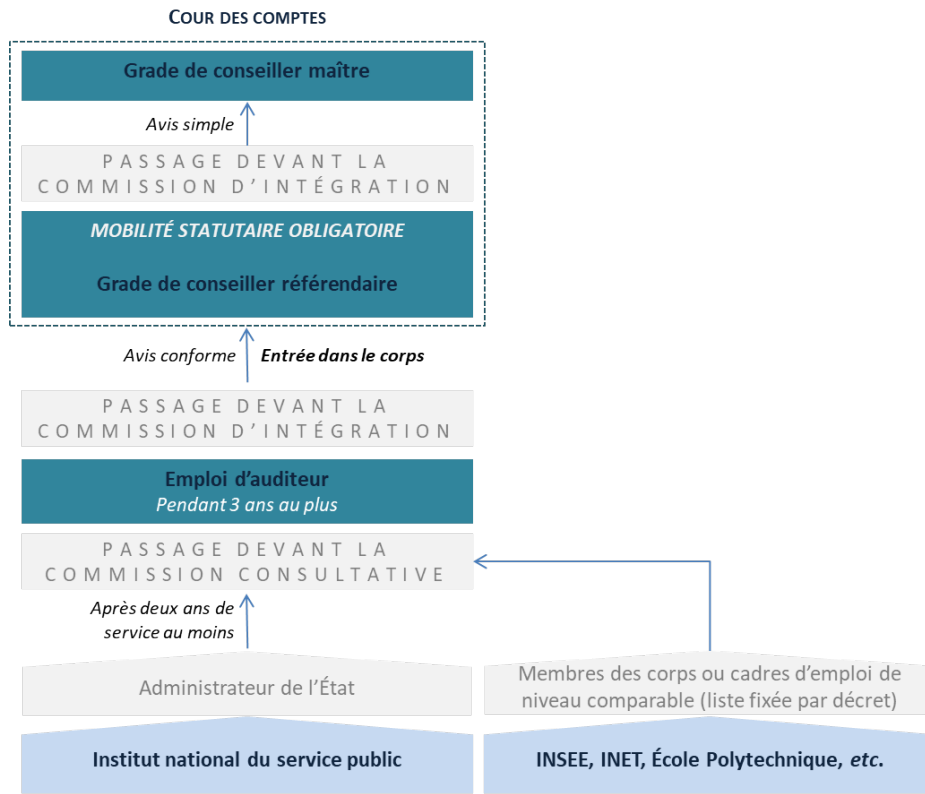 COUR DES COMPTES
Grade de conseiller maître
Avis simple
PASSAGE DEVANT LA
COMMISSION D'INTÉGRATION
MOBILITÉ STATUTAIRE OBLIGATOIRE
Grade de conseiller référendaire
Avis conforme Entrée dans le corps
PASSAGE DEVANT LA
COMMISSION D'INTÉGRATION
Emploi d'auditeur
Pendant 3 ans au plus
PASSAGE DEVANT LA
COMMISSION CONSULTATIVE
Après deux ans de
service au moins
Administrateur de l'État
Membres des corps ou cadres d'emploi de
niveau comparable (liste fixée par décret)
Institut national du service public
INSEE, INET, École Polytechnique, etc.